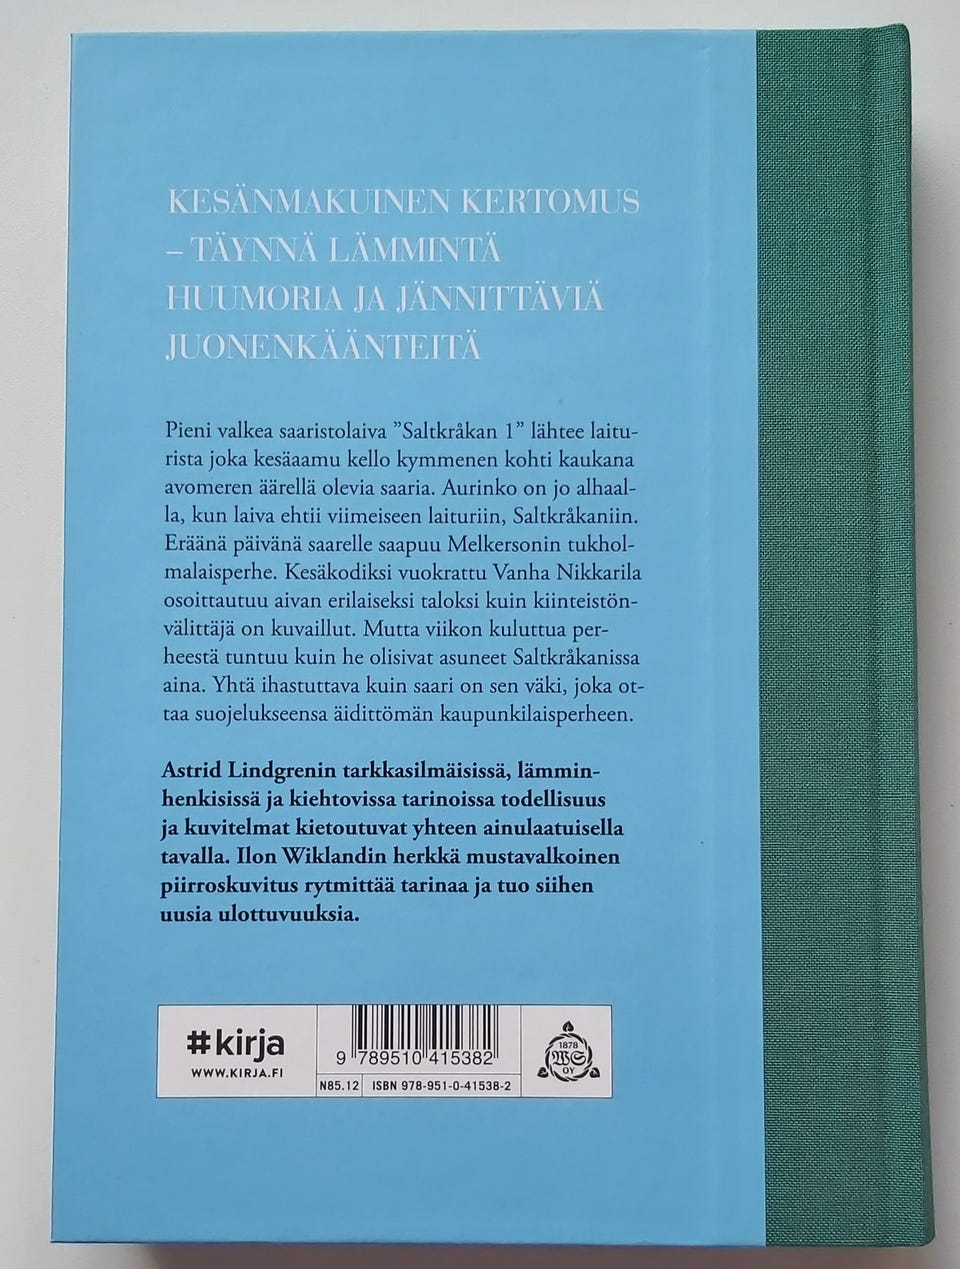 KESÄNMAKUINEN KERTOMUS
– TÄYNNÄ LÄMMINTÄ
HUUMORIA JA JÄNNITTÄVIÄ
JUONENKÄÄNTEITÄ
Pieni valkea saaristolaiva ”Saltkråkan 1” lähtee laitu-
rista joka kesäaamu kello kymmenen kohti kaukana
avomeren äärellä olevia saaria. Aurinko on jo alhaal-
la, kun laiva ehtii viimeiseen laituriin, Saltkråkaniin.
Eräänä päivänä saarelle saapuu Melkersonin tukhol-
malaisperhe. Kesäkodiksi vuokrattu Vanha Nikkarila
osoittautuu aivan erilaiseksi taloksi kuin kiinteistön-
välittäjä on kuvaillut. Mutta viikon kuluttua per-
heestä tuntuu kuin he olisivat asuneet Saltkråkanissa
aina. Yhtä ihastuttava kuin saari on sen väki, joka ot-
taa suojelukseensa äidittömän kaupunkilaisperheen.
Astrid Lindgrenin tarkkasilmäisissä, lämmin-
henkisissä ja kiehtovissa tarinoissa todellisuus
ja kuvitelmat kietoutuvat yhteen ainulaatuisella
tavalla. Ilon Wiklandin herkkä mustavalkoinen
piirroskuvitus rytmittää tarinaa ja tuo siihen
uusia ulottuvuuksia.
#kirja
WWW.KIRJA.FI
9 789510 415382
N85.12 ISBN 978-951-0-41538-2
1878
WS
OY